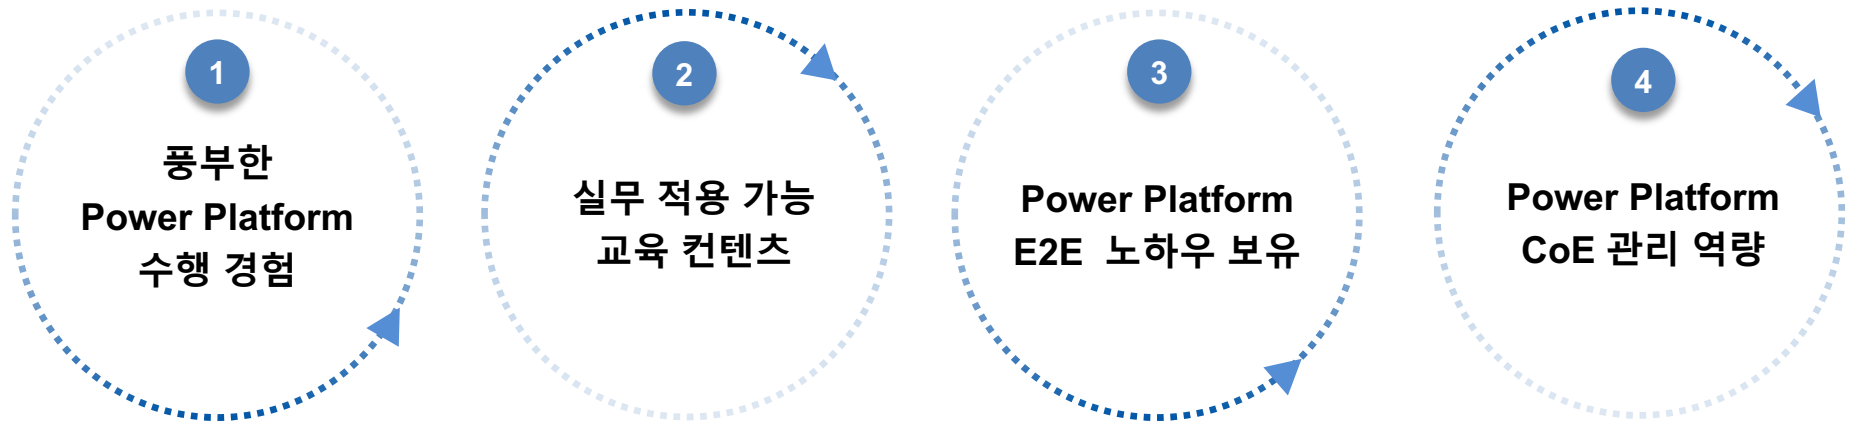 1
풍부한
Power Platform
수행 경험
2
실무 적용 가능
교육 컨텐츠
3
Power Platform
E2E 노하우 보유
4
Power Platform
CoE 관리 역량